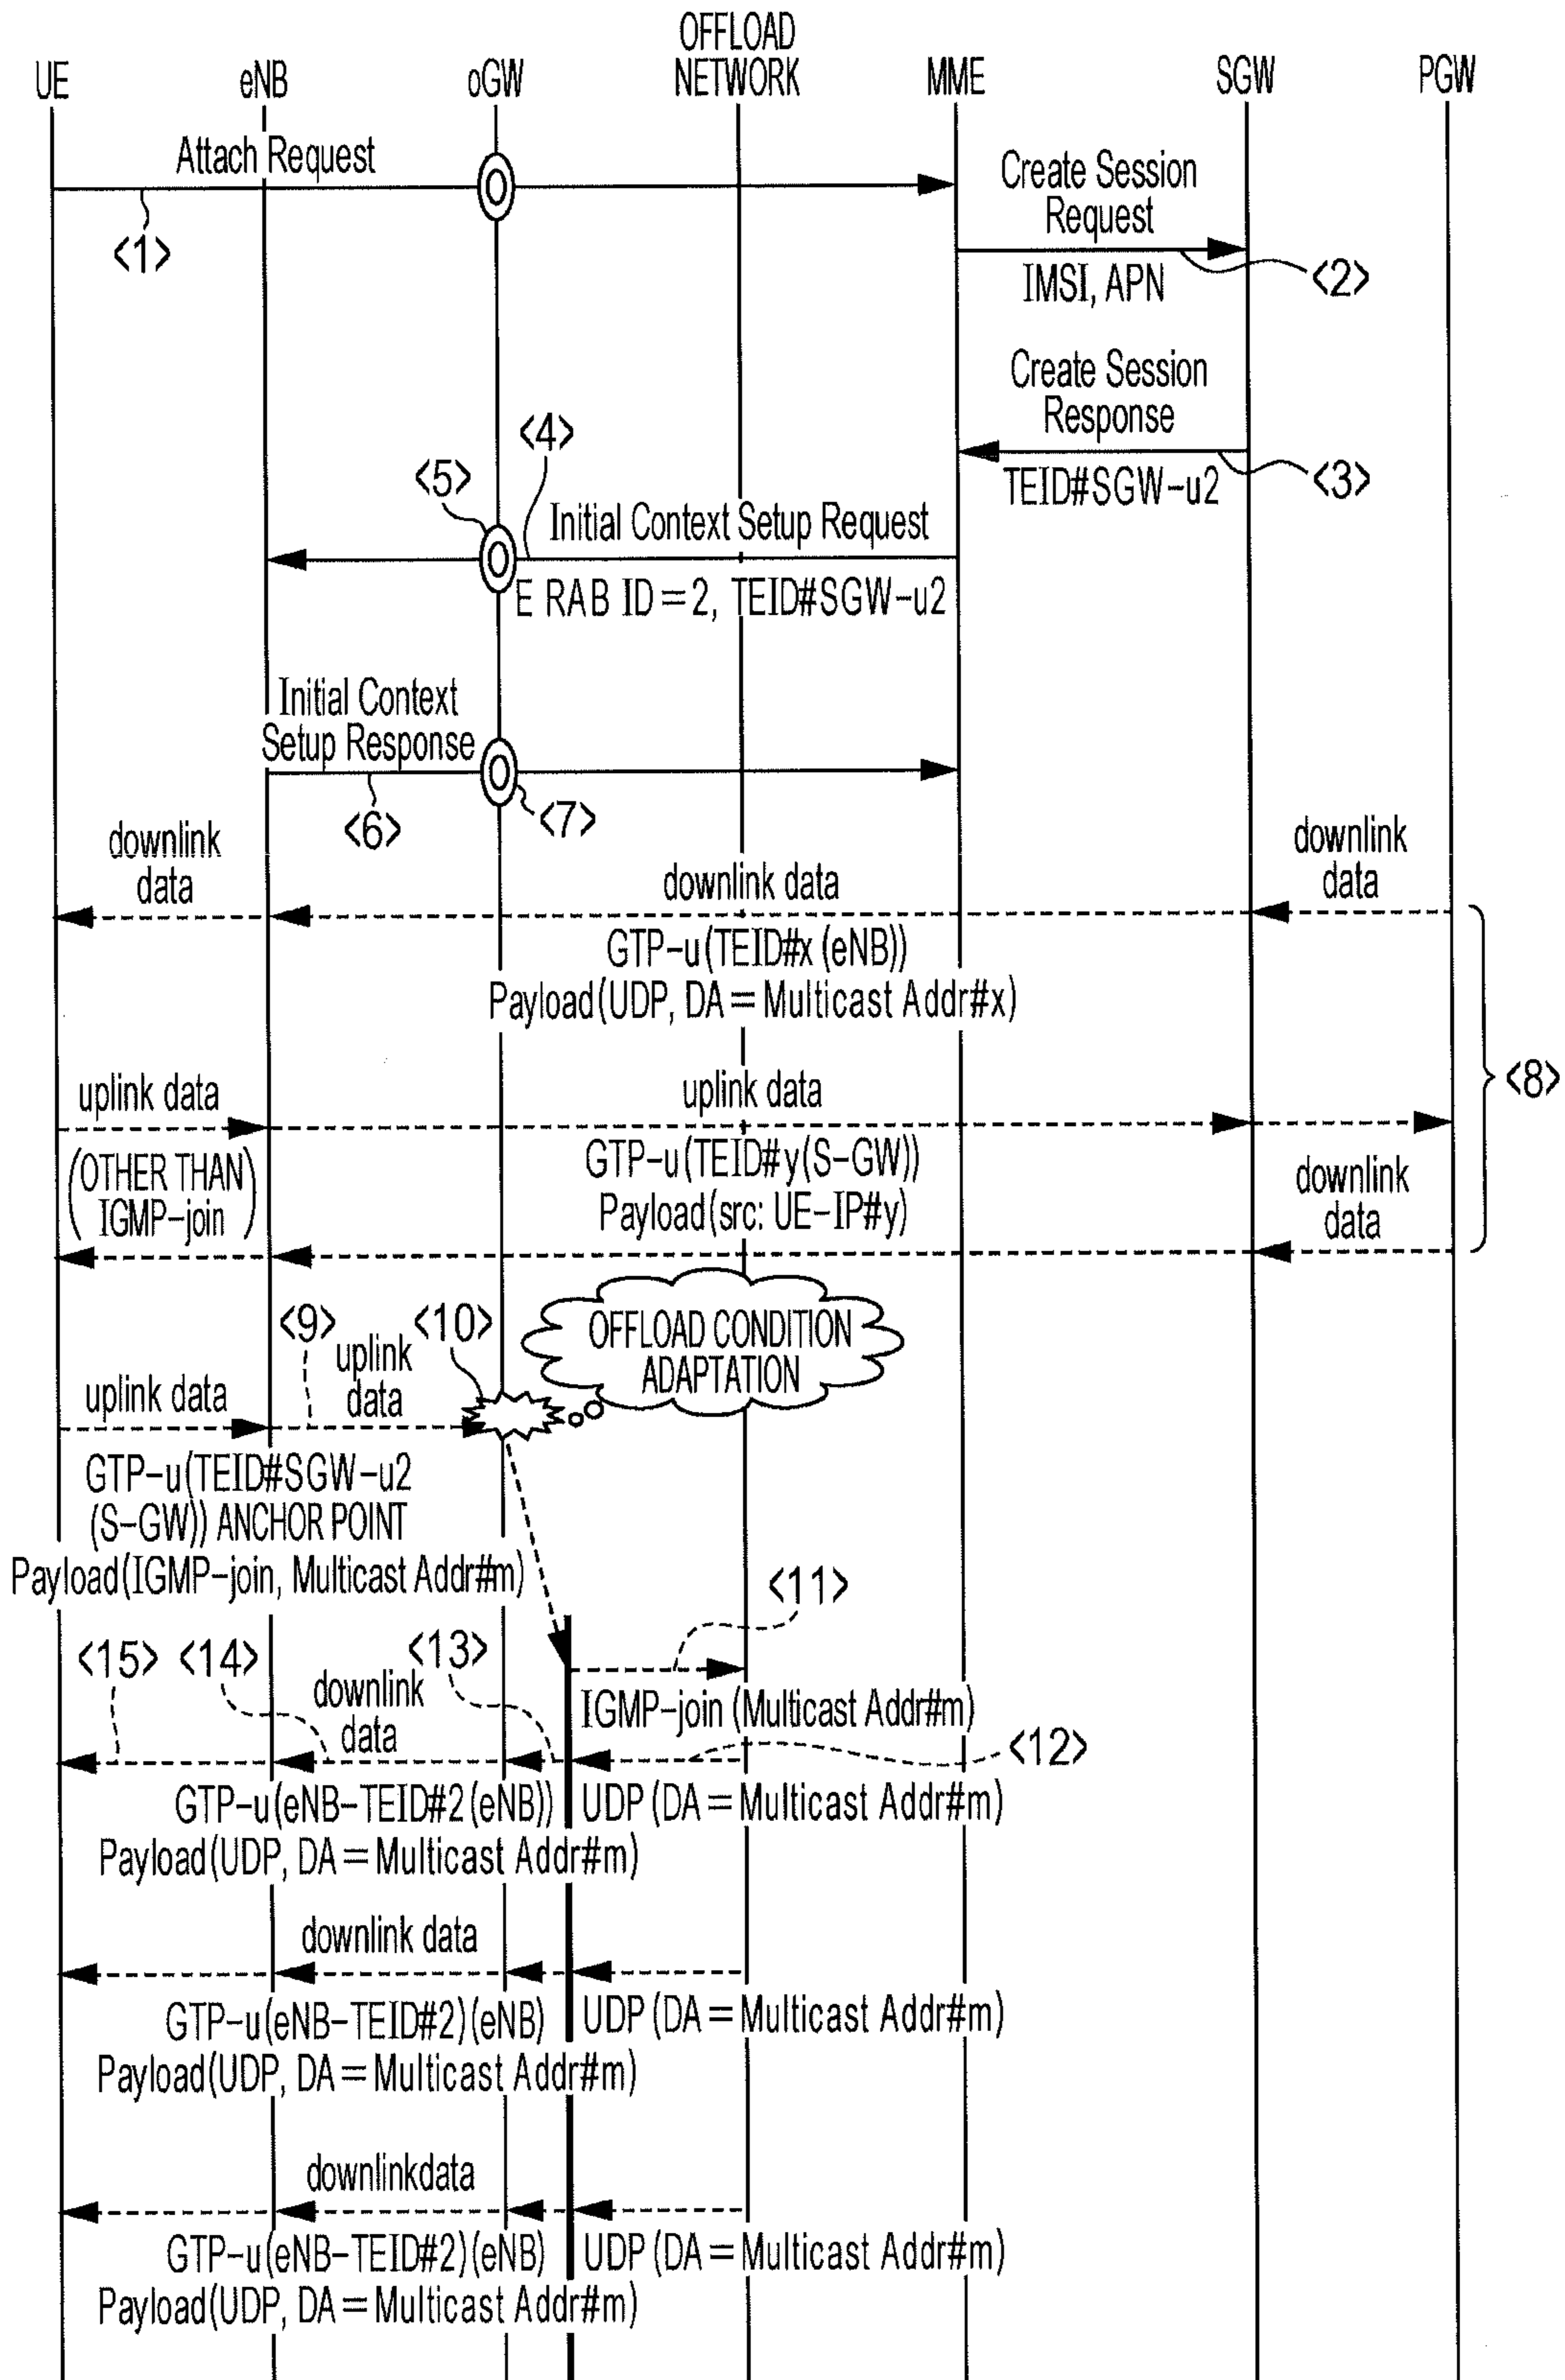 OFFLOAD
NETWORK
UE
eNB
oGW
MME
SGW
PGW
Attach Request
<1>
Create Session
Request
IMSI, APN
<2>
Create Session
Response
TEID#SGW-u2
<3>
<4>
<5>
Initial Context Setup Request
E RAB ID=2, TEID#SGW-u2
Initial Context
Setup Response
<6>
<7>
downlink
data
downlink data
downlink
data
GTP-u(TEID#x (eNB))
Payload(UDP, DA=Multicast Addr#x)
<8>
uplink data
uplink data
(OTHER THAN
IGMP-join)
GTP-u(TEID#y(S-GW))
Payload(src: UE-IP#y)
downlink
data
OFFLOAD CONDITION
ADAPTATION
<9>
<10>
uplink data
uplink
data
GTP-u(TEID#SGW-u2
(S-GW)) ANCHOR POINT
Payload(IGMP-join, Multicast Addr#m)
<11>
IGMP-join (Multicast Addr#m)
<15>
<14>
<13>
downlink
data
<12>
GTP-u(eNB-TEID#2(eNB))
UDP(DA=Multicast Addr#m)
Payload(UDP, DA=Multicast Addr#m)
downlink data
GTP-u(eNB-TEID#2)(eNB)
UDP(DA=Multicast Addr#m)
Payload(UDP, DA=Multicast Addr#m)
downlinkdata
GTP-u(eNB-TEID#2)(eNB)
UDP(DA=Multicast Addr#m)
Payload(UDP, DA=Multicast Addr#m)